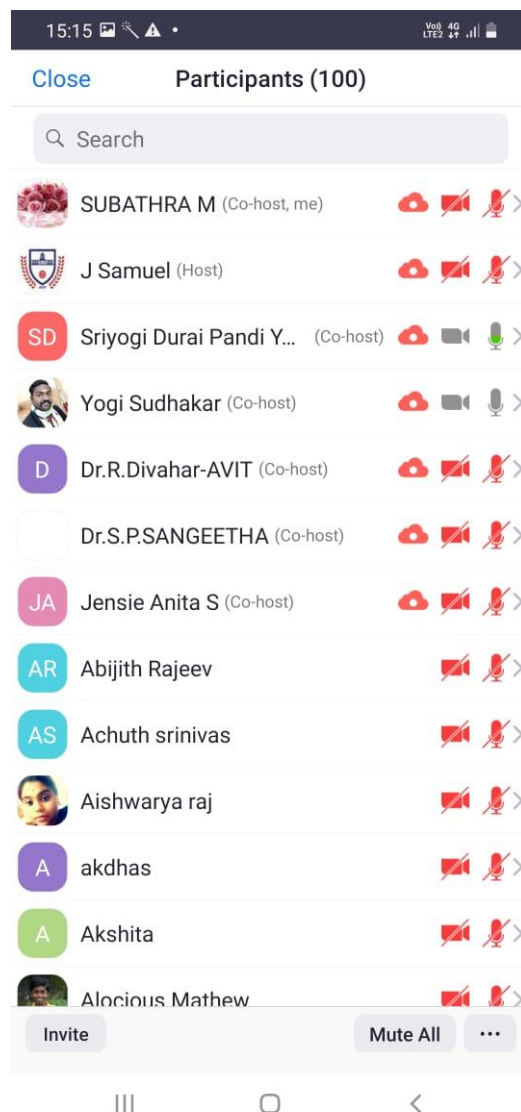 15:15
Vo)) 4G
LTE2
Close Participants (100)
Search
SUBATHRA M (Co-host, me)
J Samuel (Host)
SD Sriyogi Durai Pandi Y... (Co-host)
Yogi Sudhakar (Co-host)
D Dr.R.Divahar-AVIT (Co-host)
Dr.S.P.SANGEETHA (Co-host)
JA Jensie Anita S (Co-host)
AR Abijith Rajeev
AS Achuth srinivas
Aishwarya raj
A akdhas
A Akshita
Alocious Mathew
Invite Mute All ...